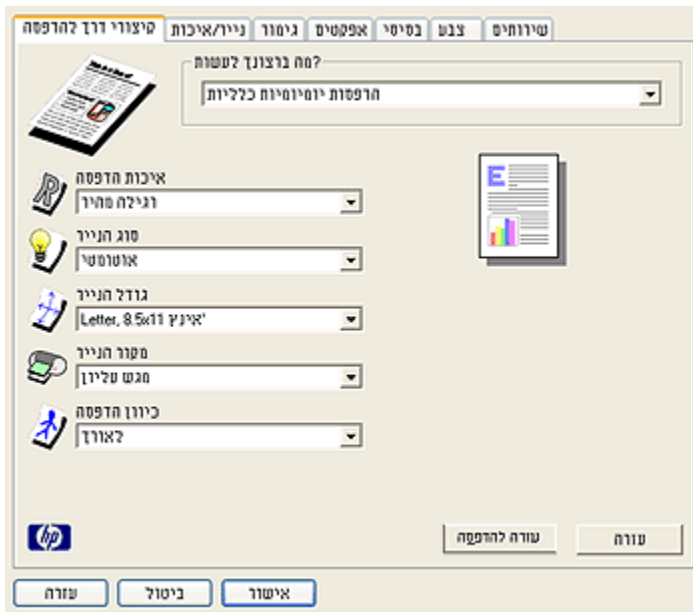 קיצורי דרך להדפסה
נייר/איכות
גימור
אפקטים
בסיסי
צבע
שירותים
מה ברצונך לעשות?
הדפסות יומיומיות כלליות
איכות הדפסה
רגילה מהיר
סוג הנייר
אוטומטי
גודל הנייר
Letter, 8.5x11 אינץ'
מקור הנייר
מגש עליון
כיוון הדפסה
לאורך
E
hp
עזרה להדפסה
עזרה
עזרה
ביטול
אישור